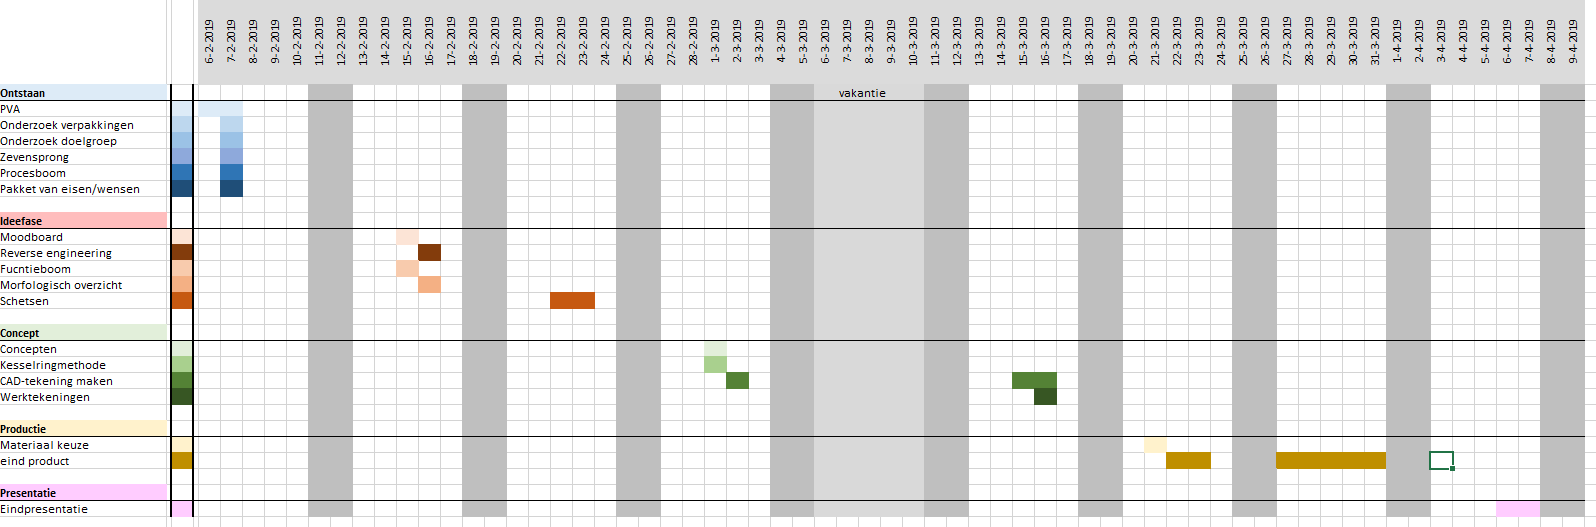 6-2-2019
7-2-2019
8-2-2019
9-2-2019
10-2-2019
11-2-2019
12-2-2019
13-2-2019
14-2-2019
15-2-2019
16-2-2019
17-2-2019
18-2-2019
19-2-2019
20-2-2019
21-2-2019
22-2-2019
23-2-2019
24-2-2019
25-2-2019
26-2-2019
27-2-2019
28-2-2019
1-3-2019
2-3-2019
3-3-2019
4-3-2019
5-3-2019
6-3-2019
7-3-2019
8-3-2019
9-3-2019
10-3-2019
11-3-2019
12-3-2019
13-3-2019
14-3-2019
15-3-2019
16-3-2019
17-3-2019
18-3-2019
19-3-2019
20-3-2019
21-3-2019
22-3-2019
23-3-2019
24-3-2019
25-3-2019
26-3-2019
27-3-2019
28-3-2019
29-3-2019
30-3-2019
31-3-2019
1-4-2019
2-4-2019
3-4-2019
4-4-2019
5-4-2019
6-4-2019
7-4-2019
8-4-2019
9-4-2019
Ontstaan
vakantie
PVA
Onderzoek verpakkingen
Onderzoek doelgroep
Zevensprong
Procesboom
Pakket van eisen/wensen
Ideefase
Moodboard
Reverse engineering
Fucntieboom
Morfologisch overzicht
Schetsen
Concept
Concepten
Kesselringmethode
CAD-tekening maken
Werktekeningen
Productie
Materiaal keuze
eind product
Presentatie
Eindpresentatie